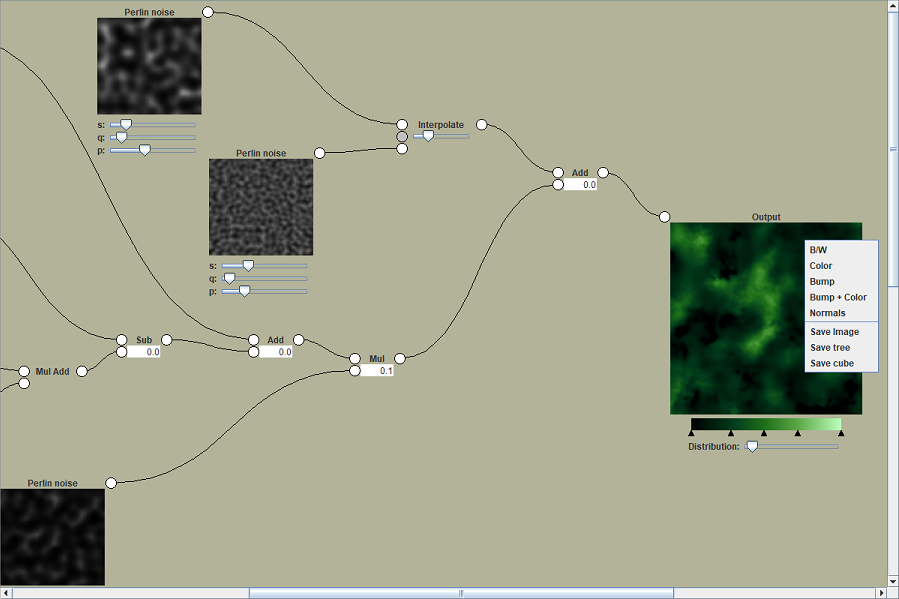 Perlin noise
s:
q:
p:
Interpolate
Perlin noise
s:
q:
p:
Add
0.0
Output
B/W
Color
Bump
Bump + Color
Normals
Save Image
Save tree
Save cube
Sub
0.0
Add
0.0
Mul
0.1
Mul Add
Distribution:
Perlin noise